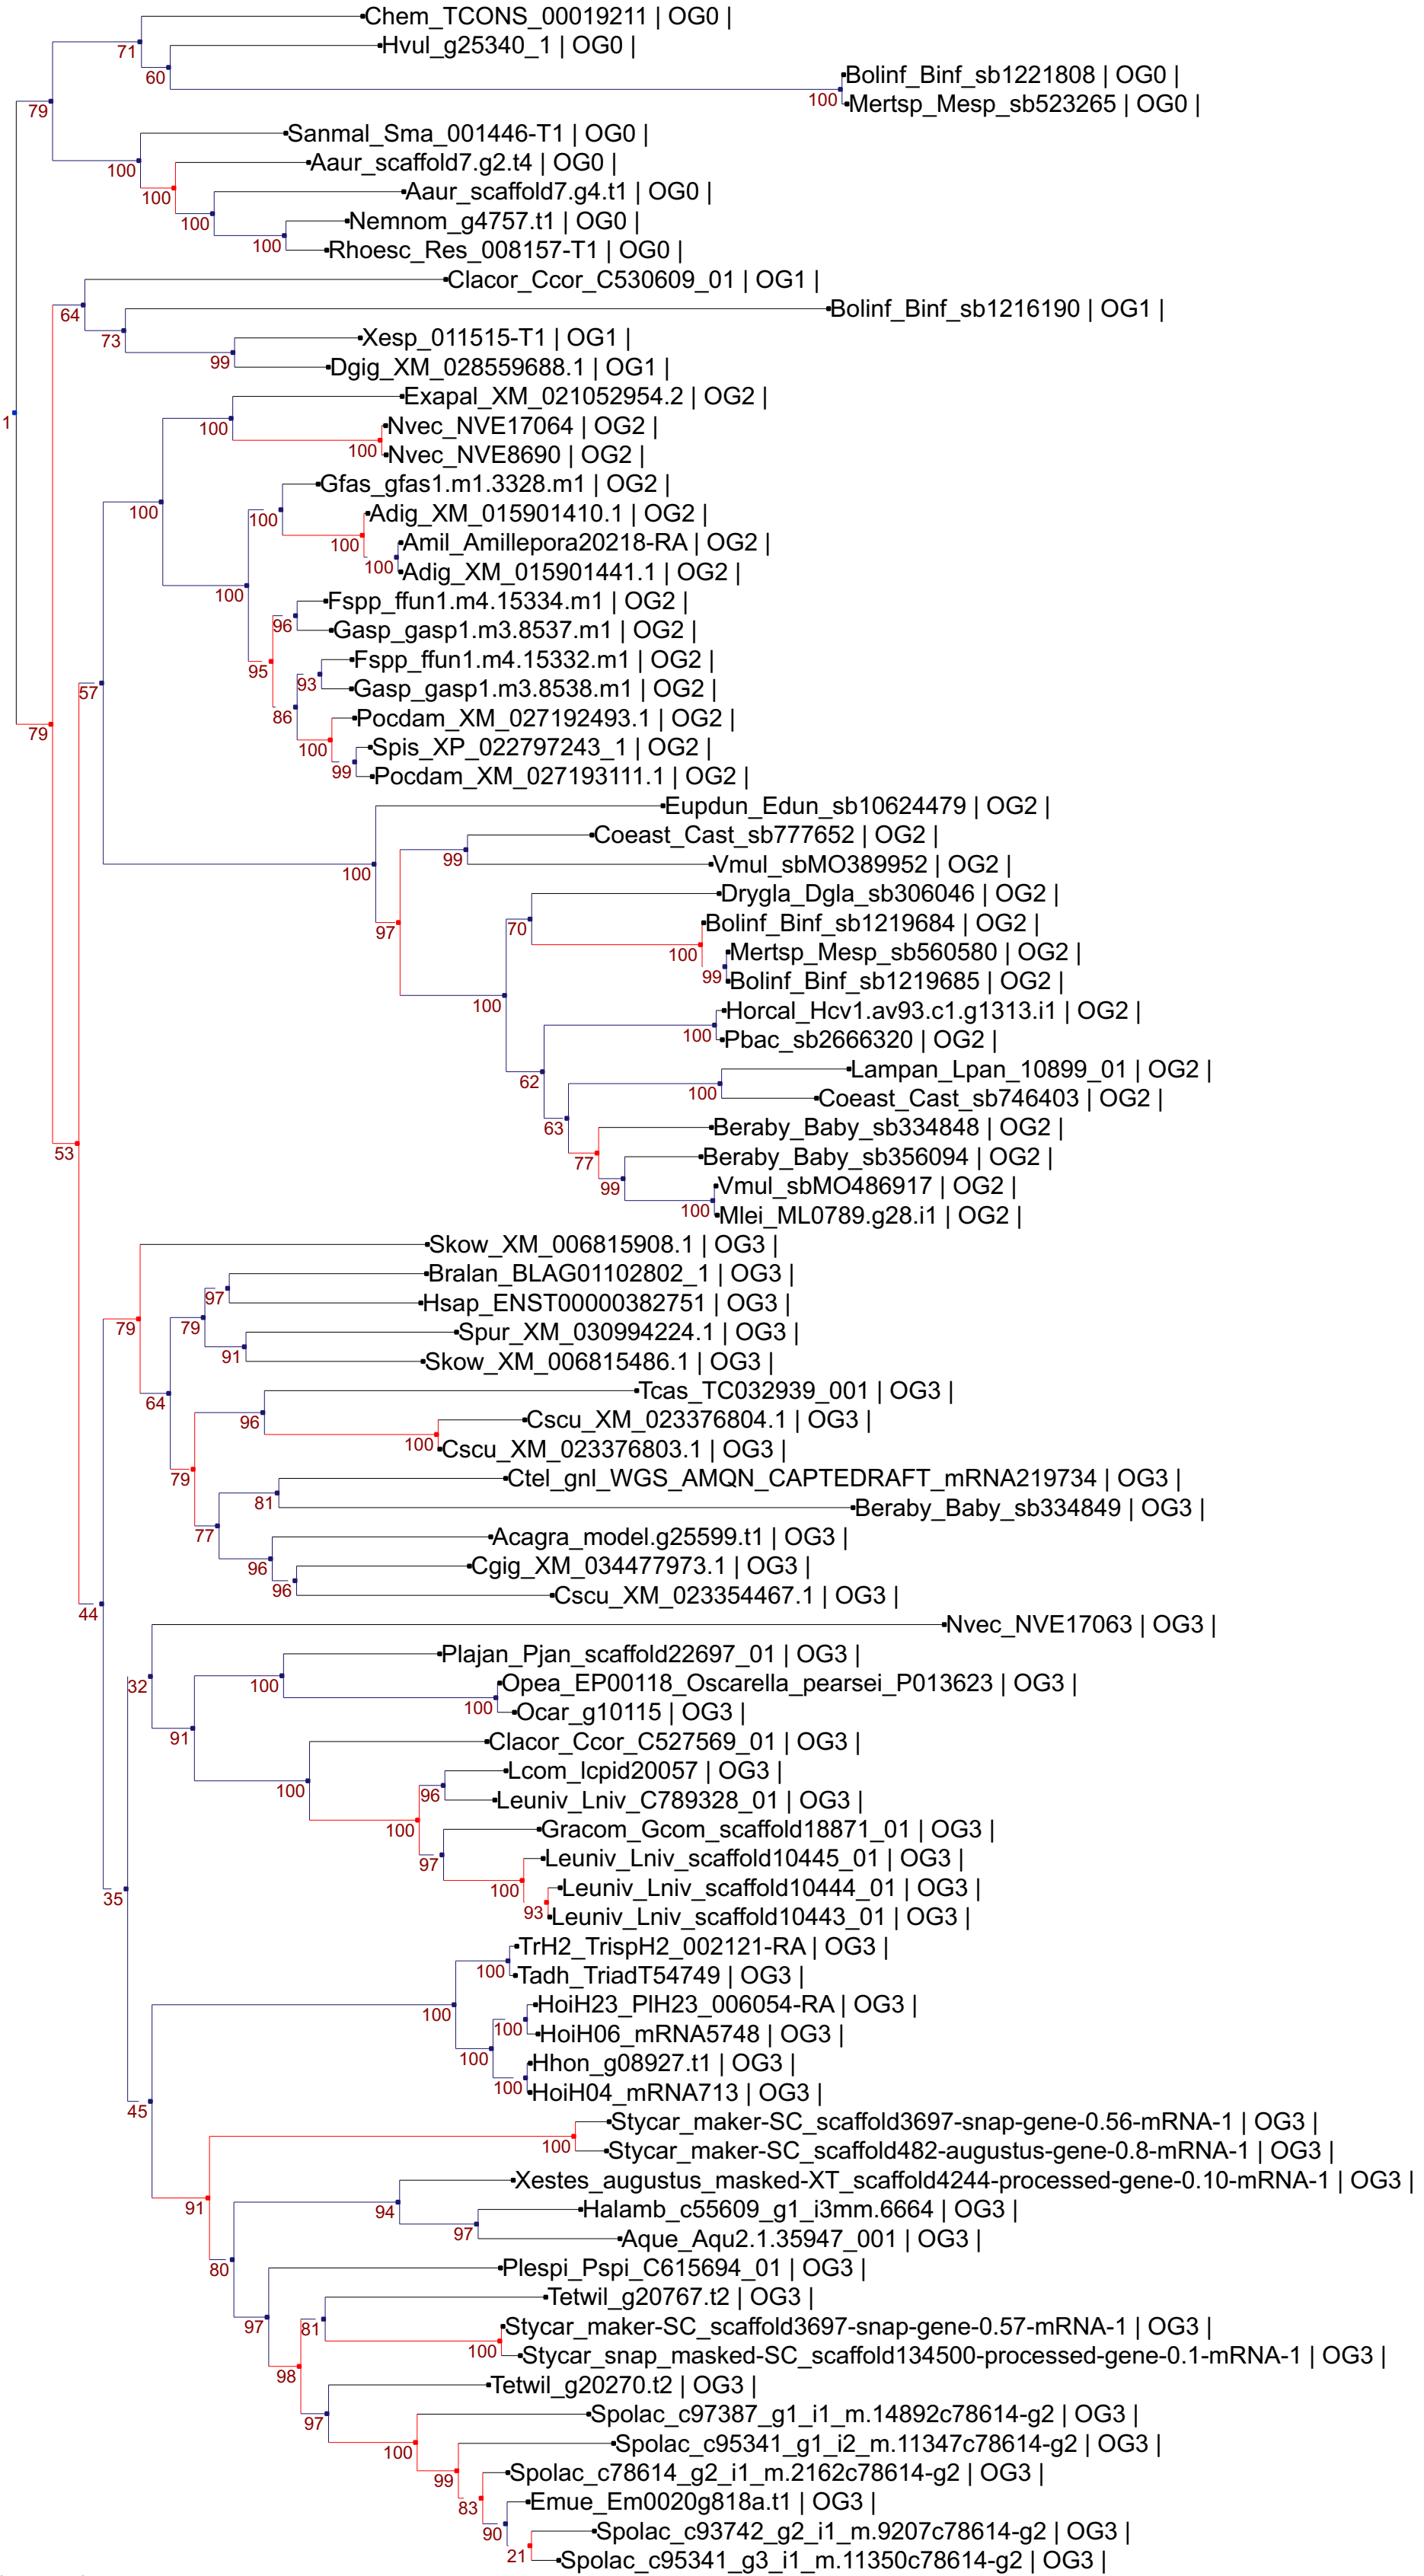 Chem_TCONS_00019211 | OG0 |
71
Hvul_g25340_1 | OG0 |
60
Bolinf_Binf_sb1221808 | OG0 |
100
Mertsp_Mesp_sb523265 | OG0 |
79
Sanmal_Sma_001446-T1 | OG0 |
100
Aaur_scaffold7.g2.t4 | OG0 |
100
Aaur_scaffold7.g4.t1 | OG0 |
100
Nemnom_g4757.t1 | OG0 |
100
Rhoesc_Res_008157-T1 | OG0 |
Clacor_Ccor_C530609_01 | OG1 |
64
Bolinf_Binf_sb1216190 | OG1 |
73
Xesp_011515-T1 | OG1 |
99
Dgig_XM_028559688.1 | OG1 |
Exapal_XM_021052954.2 | OG2 |
1
100
Nvec_NVE17064 | OG2 |
100
Nvec_NVE8690 | OG2 |
Gfas_gfas1.m1.3328.m1 | OG2 |
100
100
Adig_XM_015901410.1 | OG2 |
100
Amil_Amillepora20218-RA | OG2 |
100
Adig_XM_015901441.1 | OG2 |
100
Fspp_ffun1.m4.15334.m1 | OG2 |
96
Gasp_gasp1.m3.8537.m1 | OG2 |
Fspp_ffun1.m4.15332.m1 | OG2 |
95
93
Gasp_gasp1.m3.8538.m1 | OG2 |
57
86
Pocdam_XM_027192493.1 | OG2 |
79
100
Spis_XP_022797243_1 | OG2 |
99
Pocdam_XM_027193111.1 | OG2 |
Eupdun_Edun_sb10624479 | OG2 |
Coeast_Cast_sb777652 | OG2 |
99
Vmul_sbMO389952 | OG2 |
100
Drygla_Dgla_sb306046 | OG2 |
70
Bolinf_Binf_sb1219684 | OG2 |
97
100
Mertsp_Mesp_sb560580 | OG2 |
99
Bolinf_Binf_sb1219685 | OG2 |
100
Horcal_Hcv1.av93.c1.g1313.i1 | OG2 |
100
Pbac_sb2666320 | OG2 |
Lampan_Lpan_10899_01 | OG2 |
62
100
Coeast_Cast_sb746403 | OG2 |
63
Beraby_Baby_sb334848 | OG2 |
53
77
Beraby_Baby_sb356094 | OG2 |
99
Vmul_sbMO486917 | OG2 |
100
Mlei_ML0789.g28.i1 | OG2 |
Skow_XM_006815908.1 | OG3 |
Bralan_BLAG01102802_1 | OG3 |
97
Hsap_ENST00000382751 | OG3 |
79
79
Spur_XM_030994224.1 | OG3 |
91
Skow_XM_006815486.1 | OG3 |
Tcas_TC032939_001 | OG3 |
64
96
Cscu_XM_023376804.1 | OG3 |
100
Cscu_XM_023376803.1 | OG3 |
79
Ctel_gnl_WGS_AMQN_CAPTEDRAFT_mRNA219734 | OG3 |
81
Beraby_Baby_sb334849 | OG3 |
77
Acagra_model.g25599.t1 | OG3 |
96
Cgig_XM_034477973.1 | OG3 |
96
Cscu_XM_023354467.1 | OG3 |
44
Nvec_NVE17063 | OG3 |
Plajan_Pjan_scaffold22697_01 | OG3 |
32
100
Opea_EP00118_Oscarella_pearsei_P013623 | OG3 |
100
Ocar_g10115 | OG3 |
91
Clacor_Ccor_C527569_01 | OG3 |
Lcom_lcpid20057 | OG3 |
100
96
Leuniv_Lniv_C789328_01 | OG3 |
100
Gracom_Gcom_scaffold18871_01 | OG3 |
97
Leuniv_Lniv_scaffold10445_01 | OG3 |
100
Leuniv_Lniv_scaffold10444_01 | OG3 |
35
93
Leuniv_Lniv_scaffold10443_01 | OG3 |
TrH2_TrispH2_002121-RA | OG3 |
100
Tadh_TriadT54749 | OG3 |
100
HoiH23_PlH23_006054-RA | OG3 |
100
HoiH06_mRNA5748 | OG3 |
100
Hhon_g08927.t1 | OG3 |
100
HoiH04_mRNA713 | OG3 |
45
Stycar_maker-SC_scaffold3697-snap-gene-0.56-mRNA-1 | OG3 |
100
Stycar_maker-SC_scaffold482-augustus-gene-0.8-mRNA-1 | OG3 |
Xestes_augustus_masked-XT_scaffold4244-processed-gene-0.10-mRNA-1 | OG3 |
91
94
Halamb_c55609_g1_i3mm.6664 | OG3 |
97
Aque_Aqu2.1.35947_001 | OG3 |
80
Plespi_Pspi_C615694_01 | OG3 |
Tetwil_g20767.t2 | OG3 |
97
81
Stycar_maker-SC_scaffold3697-snap-gene-0.57-mRNA-1 | OG3 |
100
Stycar_snap_masked-SC_scaffold134500-processed-gene-0.1-mRNA-1 | OG3 |
98
Tetwil_g20270.t2 | OG3 |
97
Spolac_c97387_g1_i1_m.14892c78614-g2 | OG3 |
100
Spolac_c95341_g1_i2_m.11347c78614-g2 | OG3 |
99
Spolac_c78614_g2_i1_m.2162c78614-g2 | OG3 |
83
Emue_Em0020g818a.t1 | OG3 |
90
Spolac_c93742_g2_i1_m.9207c78614-g2 | OG3 |
21
Spolac_c95341_g3_i1_m.11350c78614-g2 | OG3 |